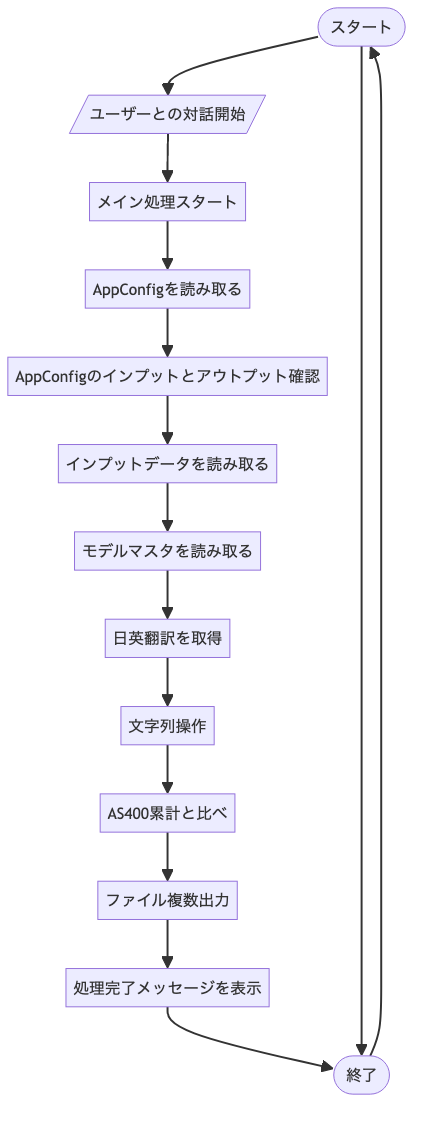 スタート
ユーザーとの対話開始
メイン処理スタート
AppConfigを読み取る
AppConfigのインプットとアウトプット確認
インプットデータを読み取る
モデルマスタを読み取る
日英翻訳を取得
文字列操作
AS400累計と比べ
ファイル複数出力
処理完了メッセージを表示
終了